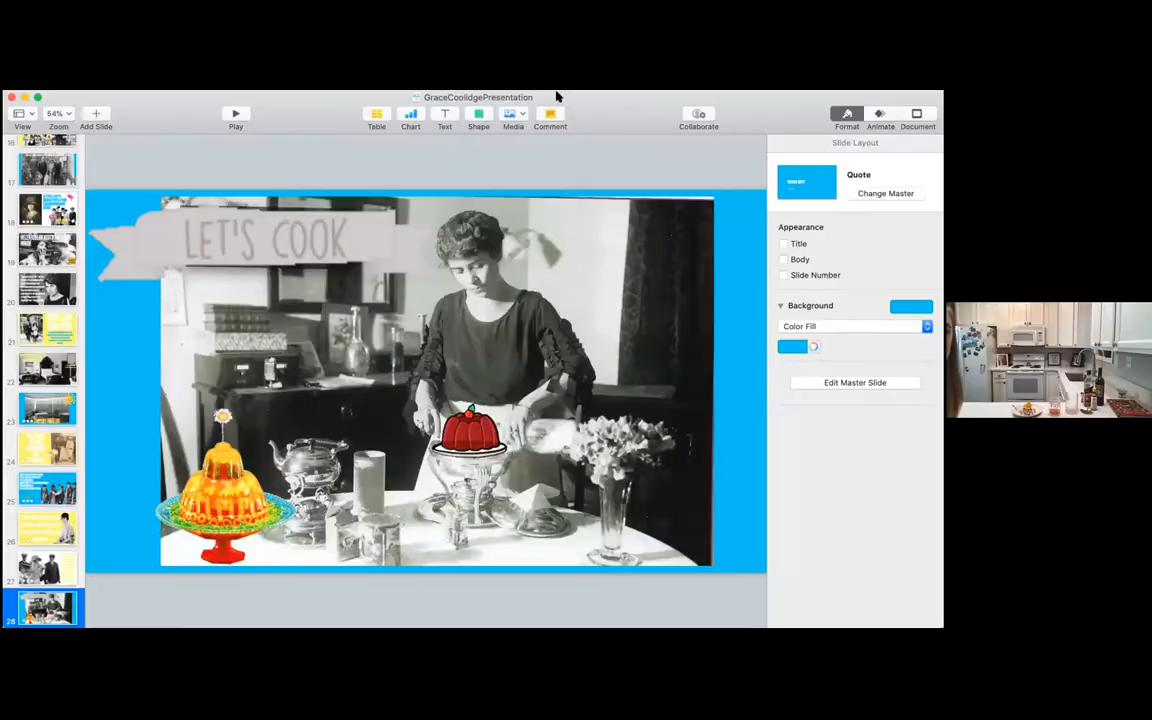 GraceCoolidgePresentation
54%
View
Zoom
Add Slide
Play
Table
Chart
Text
Shape
Media
Comment
Collaborate
Format
Animate
Document
Slide Layout
Quote
Change Master
Appearance
Title
Body
Slide Number
Background
Color Fill
Edit Master Slide
LET'S COOK
16
17
18
19
20
21
22
23
24
25
26
27
28